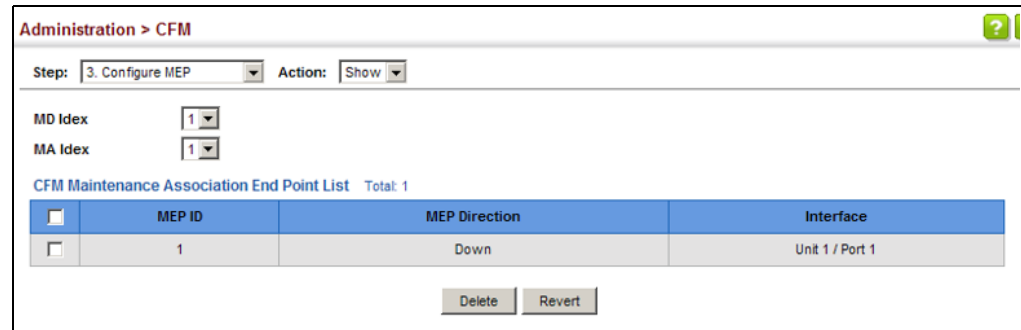 Administration > CFM
?
Step: 3. Configure MEP Action: Show
MD Idex 1
MA Idex 1
CFM Maintenance Association End Point List Total: 1
MEP ID MEP Direction Interface
1 Down Unit 1 / Port 1
Delete Revert